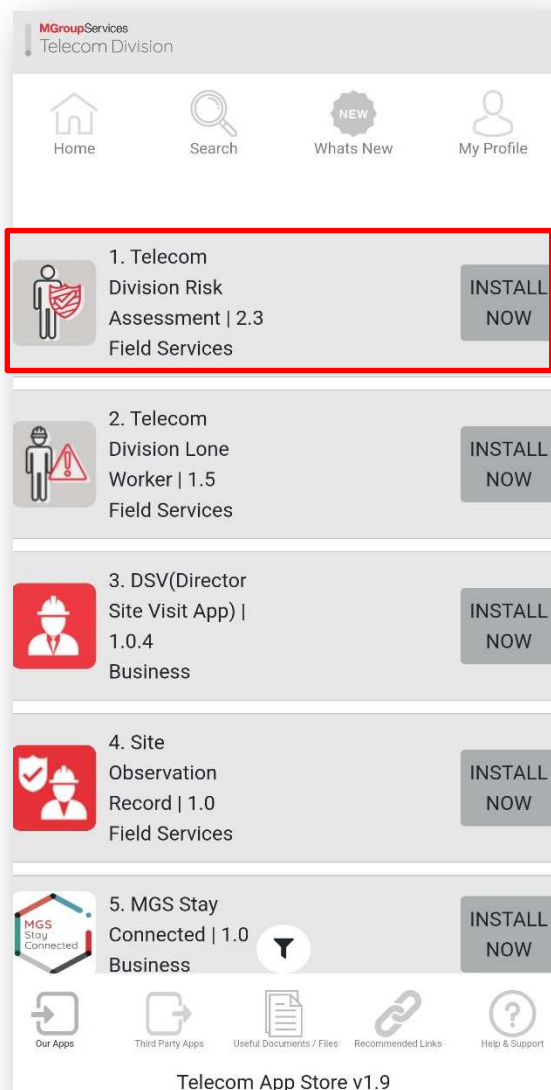 MGroupServices
Telecom Division
Home
Search
NEW
Whats New
My Profile
1. Telecom
Division Risk
Assessment | 2.3
Field Services
INSTALL
NOW
2. Telecom
Division Lone
Worker | 1.5
Field Services
INSTALL
NOW
3. DSV(Director
Site Visit App) |
1.0.4
Business
INSTALL
NOW
4. Site
Observation
Record | 1.0
Field Services
INSTALL
NOW
MGS
Stay
Connected
5. MGS Stay
Connected | 1.0
Business
INSTALL
NOW
Our Apps
Third Party Apps
Useful Documents / Files
Recommended Links
Help & Support
Telecom App Store v1.9